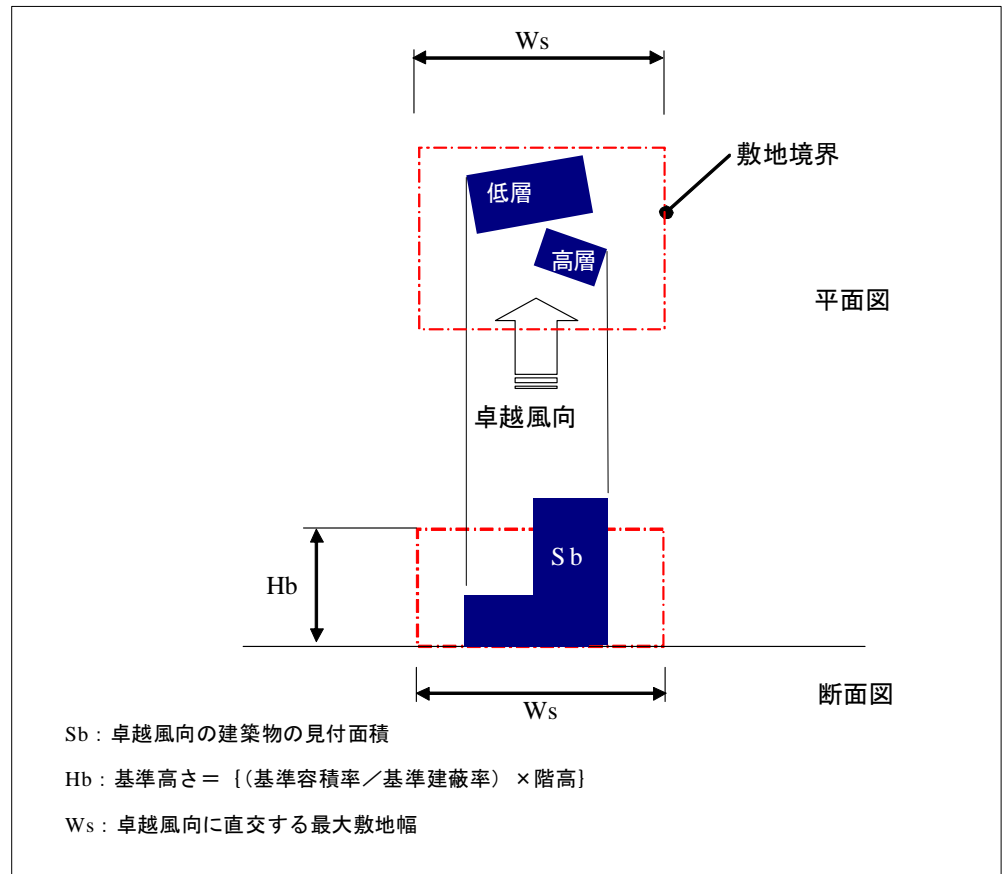 Ws
敷地境界
低層
高層
平面図
卓越風向
Sb
Hb
断面図
Ws
Sb：卓越風向の建築物の見付面積
Hb：基準高さ＝｛（基準容積率／基準建蔽率）×階高｝
Ws：卓越風向に直交する最大敷地幅